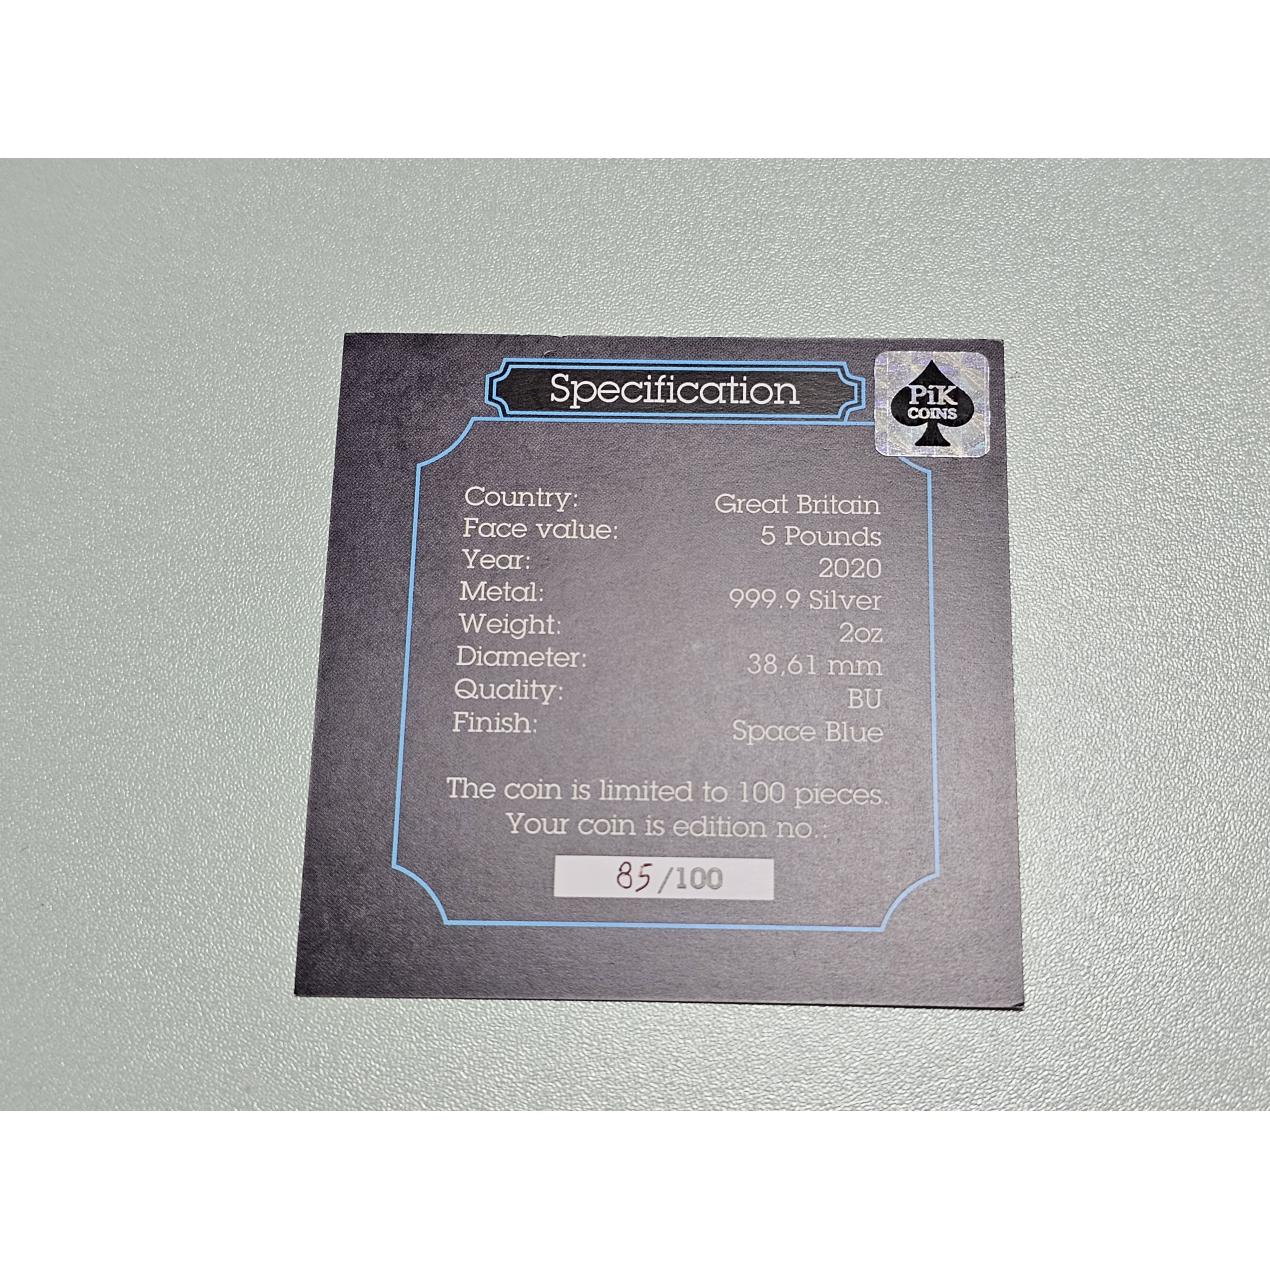 Specification
PiK
COINS
Country: Great Britain
Face value: 5 Pounds
Year: 2020
Metal: 999.9 Silver
Weight: 2oz
Diameter: 38,61 mm
Quality: BU
Finish: Space Blue
The coin is limited to 100 pieces.
Your coin is edition no.:
85/100